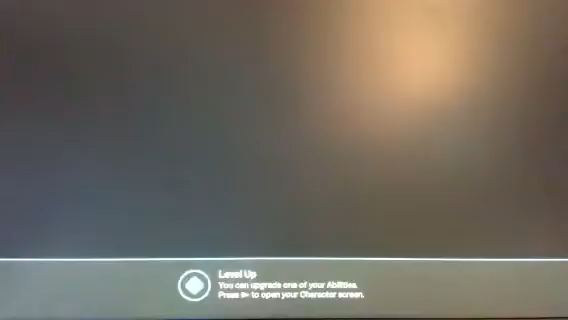 Level Up
You can upgrade one of your Abilities.
Press to open your Character screen.